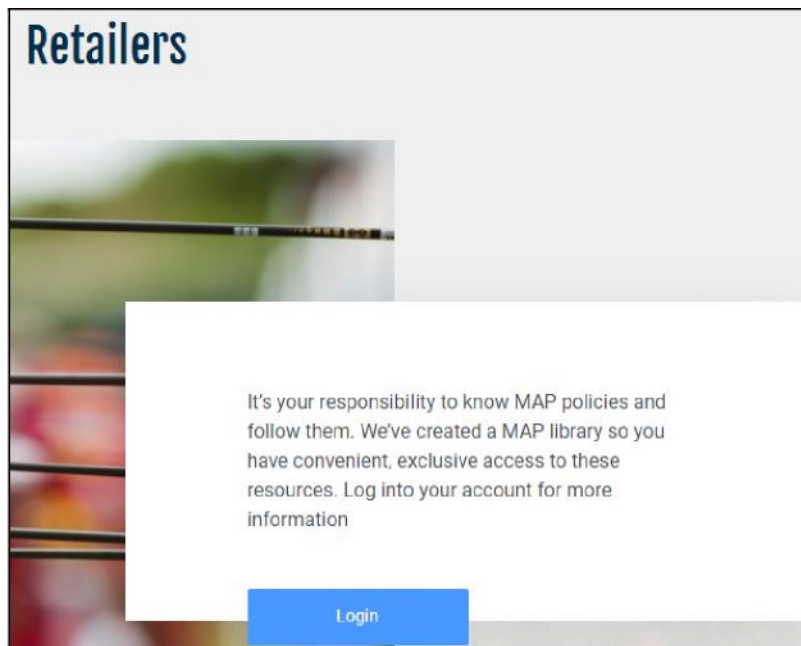 Retailers
It's your responsibility to know MAP policies and
follow them. We've created a MAP library so you
have convenient, exclusive access to these
resources. Log into your account for more
information
Login